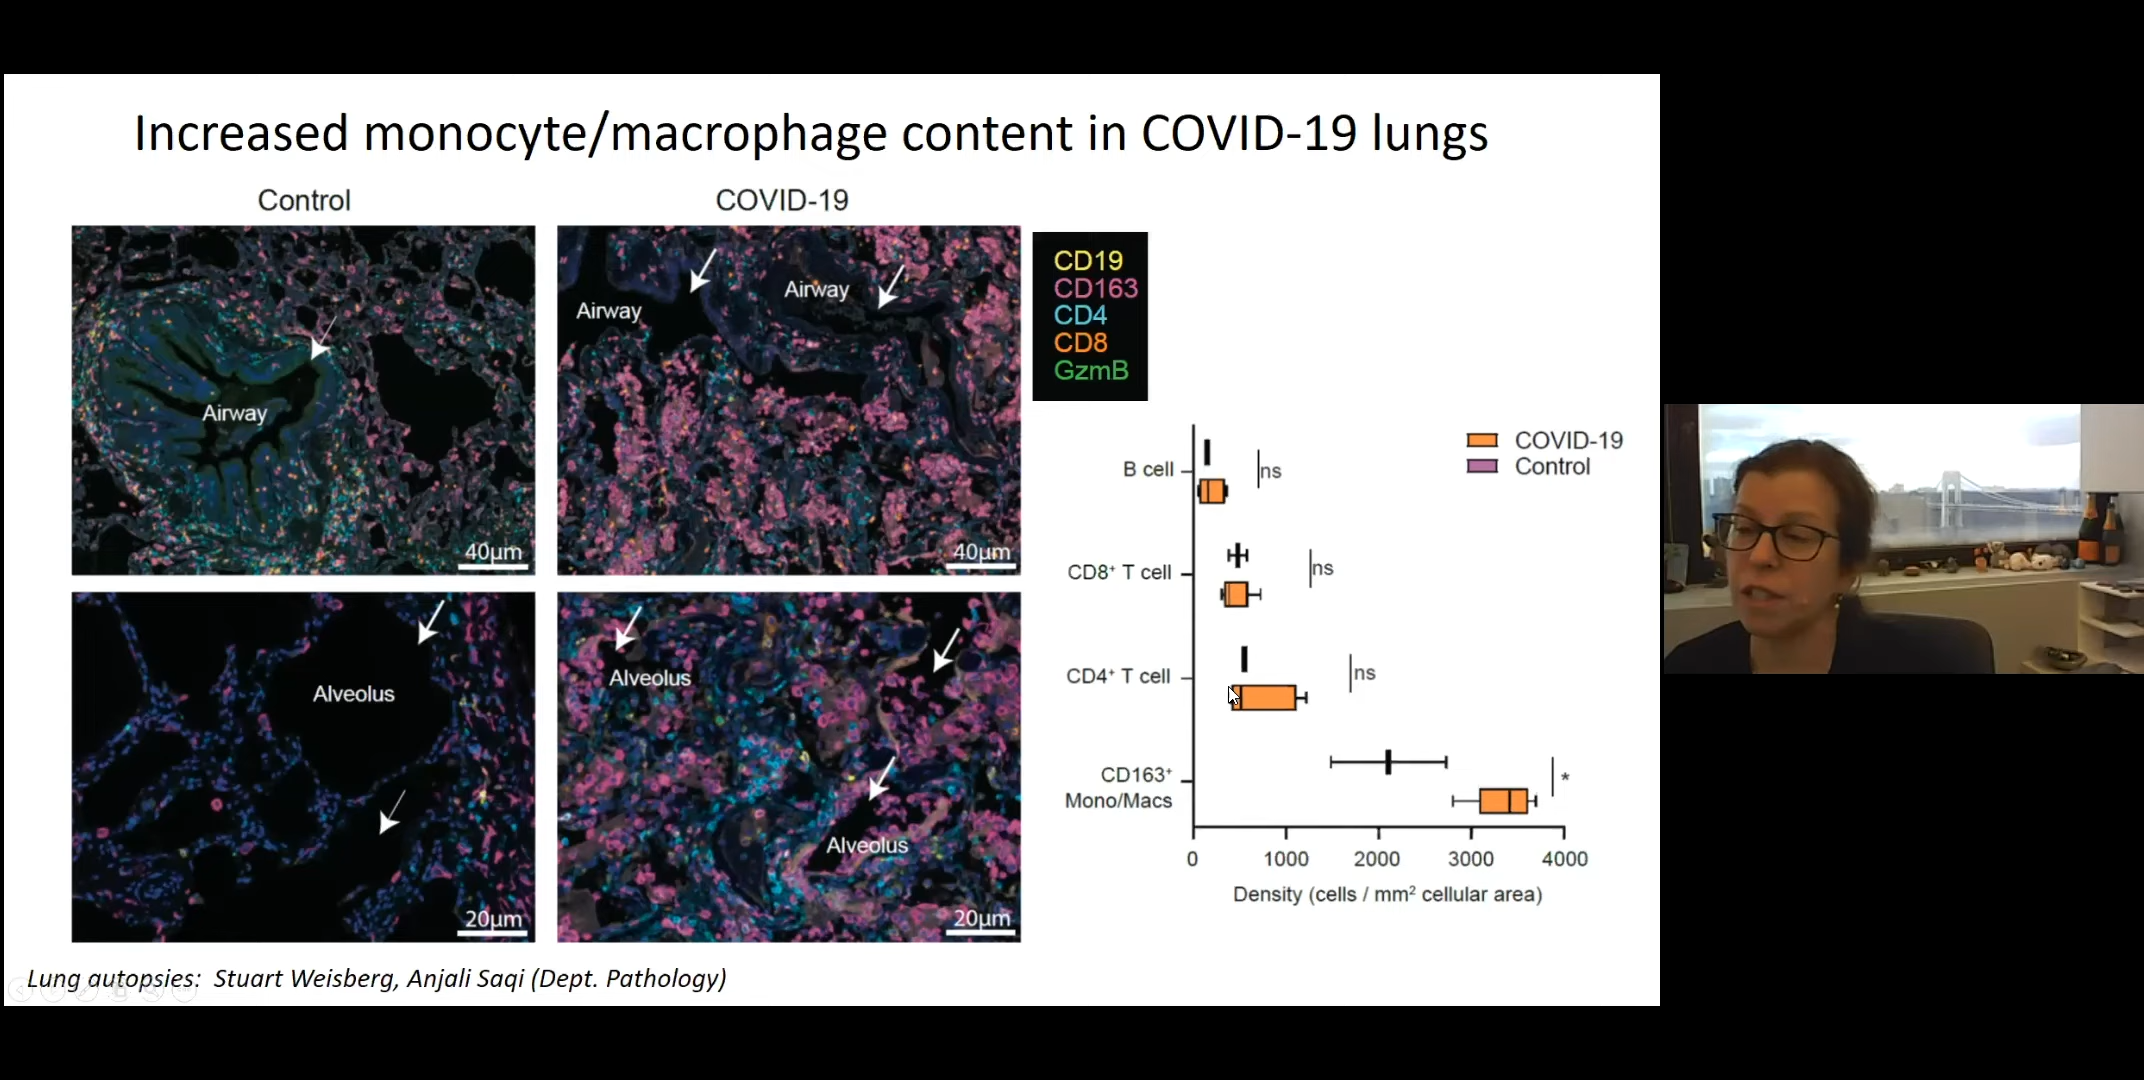 Increased monocyte/macrophage content in COVID-19 lungs
Control
COVID-19
Airway
40µm
Airway
Airway
40µm
Alveolus
20µm
Alveolus
Alveolus
20µm
CD19
CD163
CD4
CD8
GzmB
COVID-19
Control
B cell
ns
CD8⁺ T cell
ns
CD4⁺ T cell
ns
CD163⁺
Mono/Macs
*
0 1000 2000 3000 4000
Density (cells / mm² cellular area)
Lung autopsies: Stuart Weisberg, Anjali Saqi (Dept. Pathology)